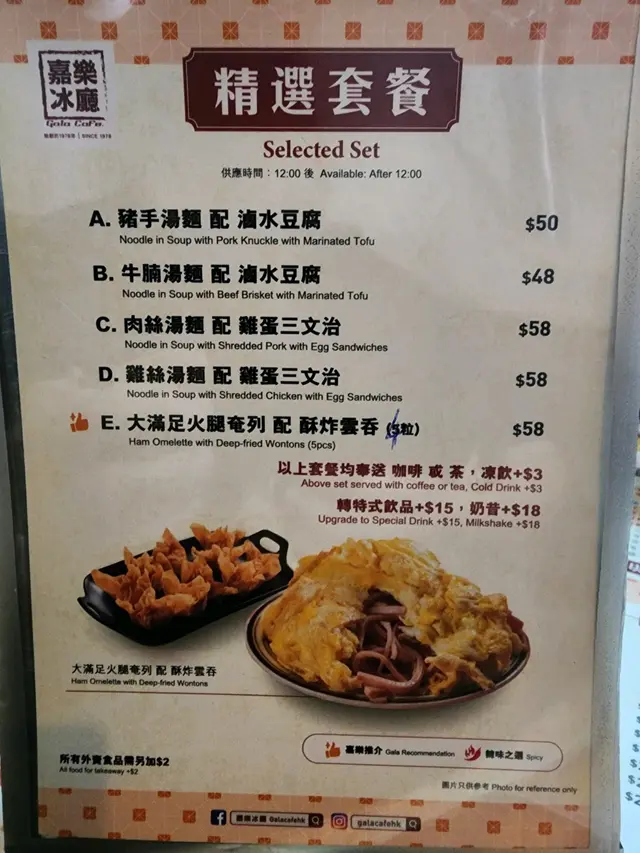 嘉樂
冰廳
Gala Cafe
SINCE 1978
精選套餐
Selected Set
供應時間：12:00 後 Available: After 12:00
A. 豬手湯麵 配 滷水豆腐 $50
Noodle in Soup with Pork Knuckle with Marinated Tofu
B. 牛腩湯麵 配 滷水豆腐 $48
Noodle in Soup with Beef Brisket with Marinated Tofu
C. 肉絲湯麵 配 雞蛋三文治 $58
Noodle in Soup with Shredded Pork with Egg Sandwiches
D. 雞絲湯麵 配 雞蛋三文治 $58
Noodle in Soup with Shredded Chicken with Egg Sandwiches
E. 大滿足火腿奄列 配 酥炸雲吞 (粒) $58
Ham Omelette with Deep-fried Wontons (5pcs)
以上套餐均奉送 咖啡 或 茶，凍飲+$3
Above set served with coffee or tea, Cold Drink +$3
轉特式飲品+$15，奶昔+$18
Upgrade to Special Drink +$15, Milkshake +$18
大滿足火腿奄列 配 酥炸雲吞
Ham Omelette with Deep-fried Wontons
嘉樂推介 Gala Recommendation 辣味之選 Spicy
所有外賣食品需另加$2
All food for takeaway +$2
圖片只供參考 Photo for reference only
嘉樂冰廳 Galacafehk galacafehk